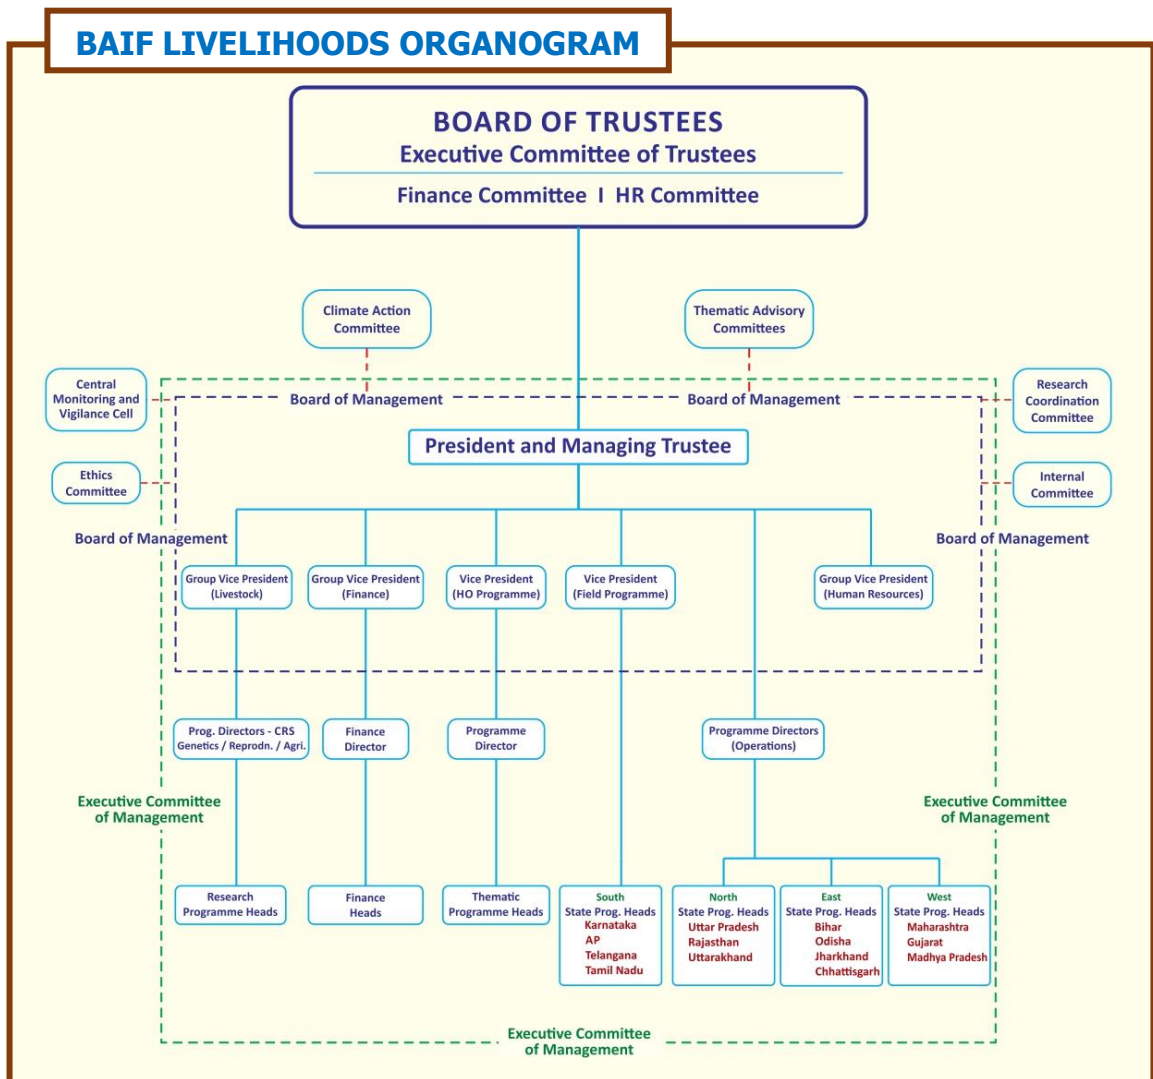 BAIF LIVELIHOODS ORGANOGRAM
BOARD OF TRUSTEES
Executive Committee of Trustees
Finance Committee I HR Committee
Climate Action
Committee
Thematic Advisory
Committees
Central
Monitoring and
Vigilance Cell
Board of Management
Board of Management
Research
Coordination
Committee
President and Managing Trustee
Ethics
Committee
Internal
Committee
Board of Management
Board of Management
Group Vice President
(Livestock)
Group Vice President
(Finance)
Vice President
(HO Programme)
Vice President
(Field Programme)
Group Vice President
(Human Resources)
Prog. Directors - CRS
Genetics / Reprodn. / Agri.
Finance
Director
Programme
Director
Programme Directors
(Operations)
Executive Committee
of Management
Executive Committee
of Management
Research
Programme Heads
Finance
Heads
Thematic
Programme Heads
South
State Prog. Heads
Karnataka
AP
Telangana
Tamil Nadu
North
State Prog. Heads
Uttar Pradesh
Rajasthan
Uttarakhand
East
State Prog. Heads
Bihar
Odisha
Jharkhand
Chhattisgarh
West
State Prog. Heads
Maharashtra
Gujarat
Madhya Pradesh
Executive Committee
of Management